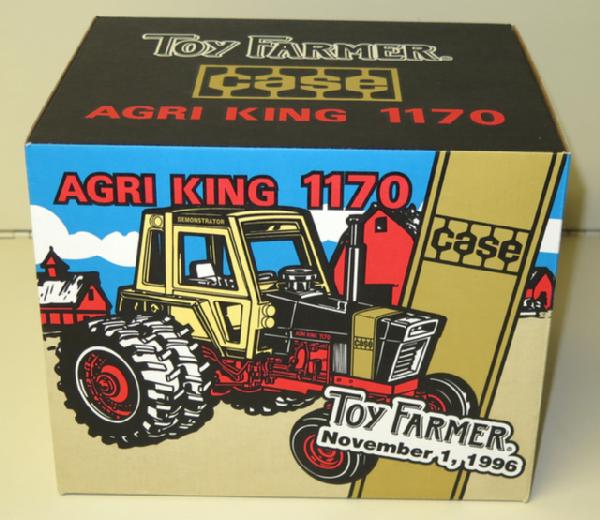 TOY FARMER®
case
AGRI KING 1170
AGRI KING 1170
DEMONSTRATOR
case
AGRI KING 1170
case
TOY FARMER®
November 1, 1996